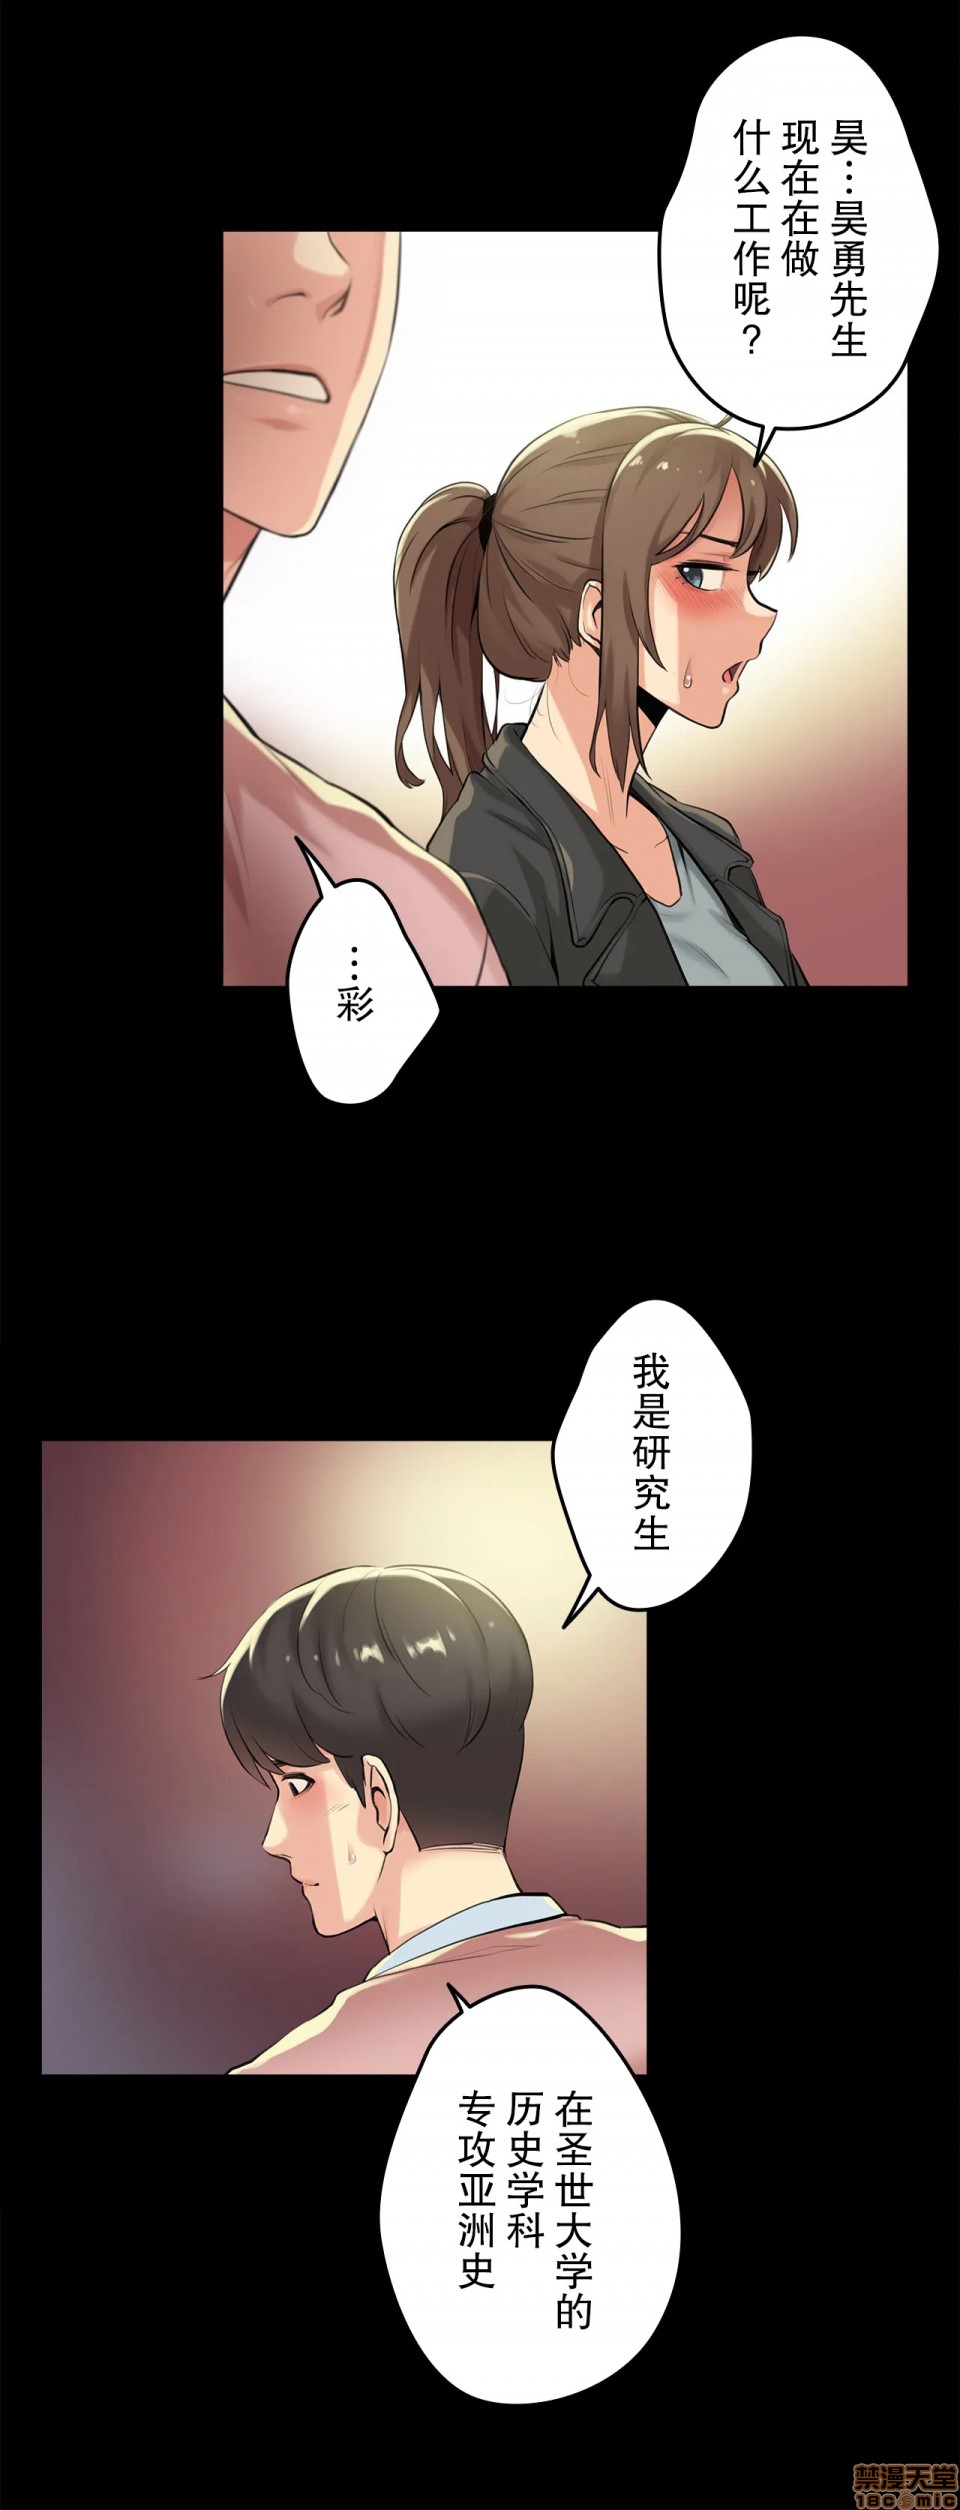 昊…昊勇先生
现在在做
什么工作呢？
…彩
我是研究生
在圣世大学的
历史学科
专攻亚洲史
禁漫天堂
18comic